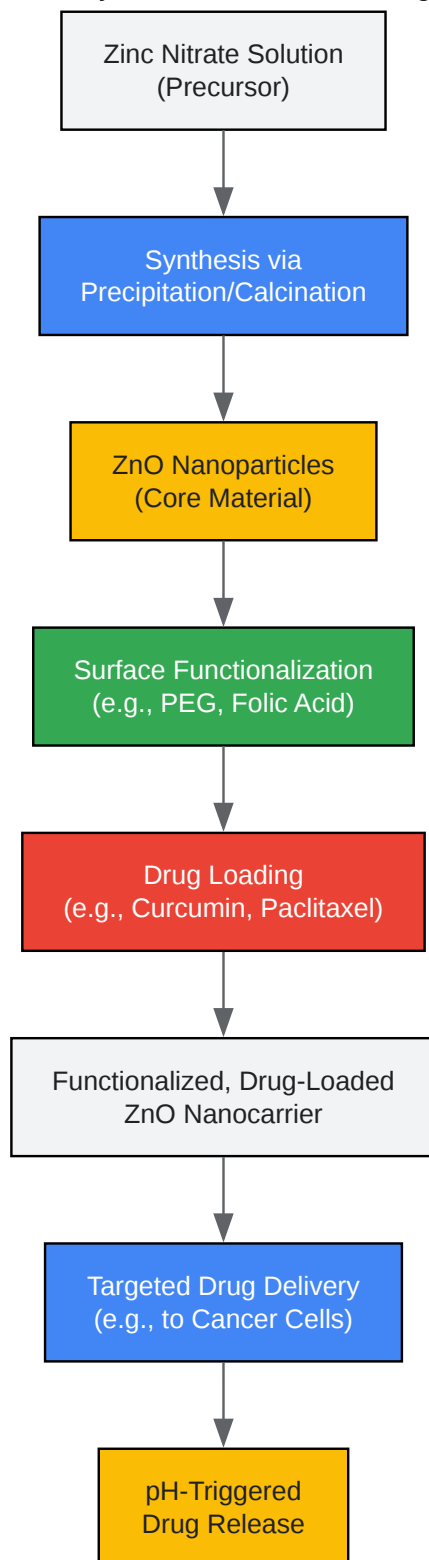 Zinc Nitrate Solution
(Precursor)
Synthesis via
Precipitation/Calcination
ZnO Nanoparticles
(Core Material)
Surface Functionalization
(e.g., PEG, Folic Acid)
Drug Loading
(e.g., Curcumin, Paclitaxel)
Functionalized, Drug-Loaded
ZnO Nanocarrier
Targeted Drug Delivery
(e.g., to Cancer Cells)
pH-Triggered
Drug Release